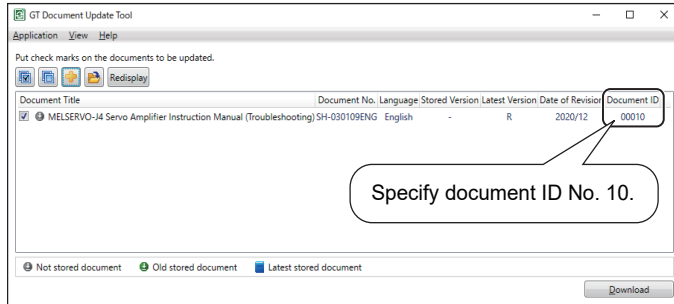 GT Document Update Tool
Application View Help
Put check marks on the documents to be updated.
Redisplay
Document Title Document No. Language Stored Version Latest Version Date of Revision Document ID
MELSERVO-J4 Servo Amplifier Instruction Manual (Troubleshooting) SH-030109ENG English - R 2020/12 00010
Specify document ID No. 10.
Not stored document Old stored document Latest stored document
Download